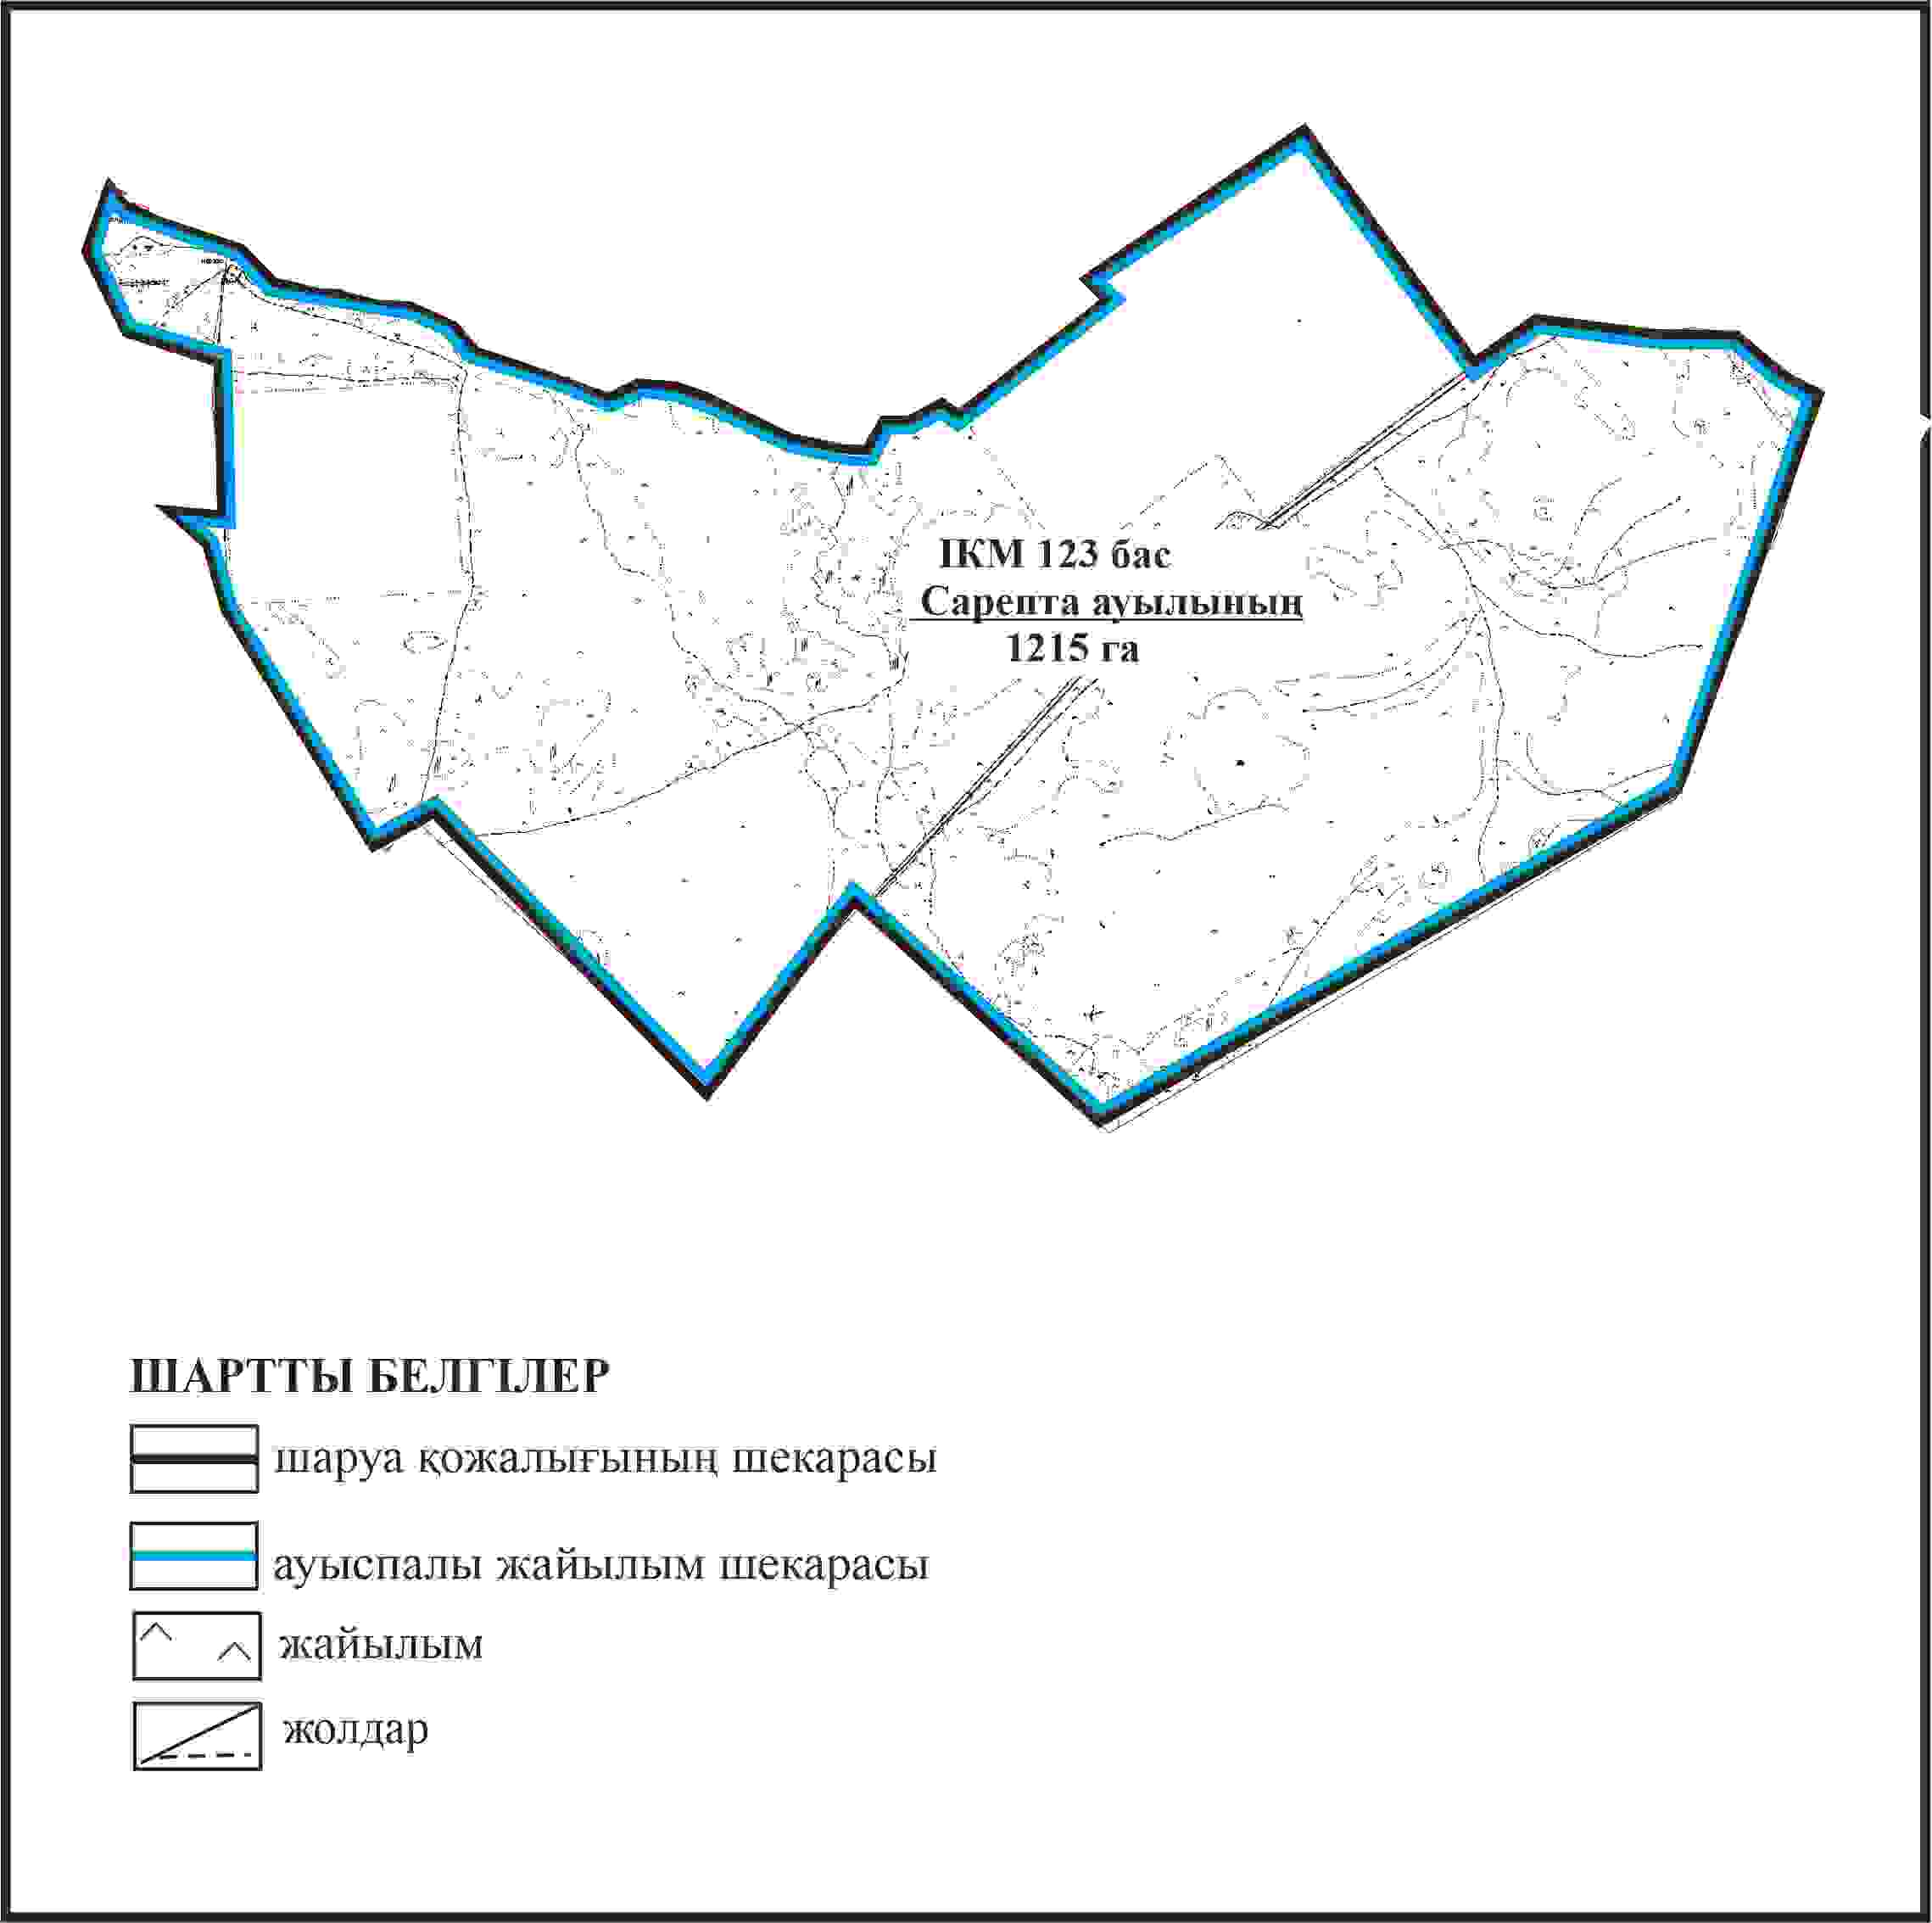 ІКМ 123 бас
Сарепта ауылының
1215 га
ШАРТТЫ БЕЛГІЛЕР
шаруа қожалығының шекарасы
ауыспалы жайылым шекарасы
жайылым
жолдар